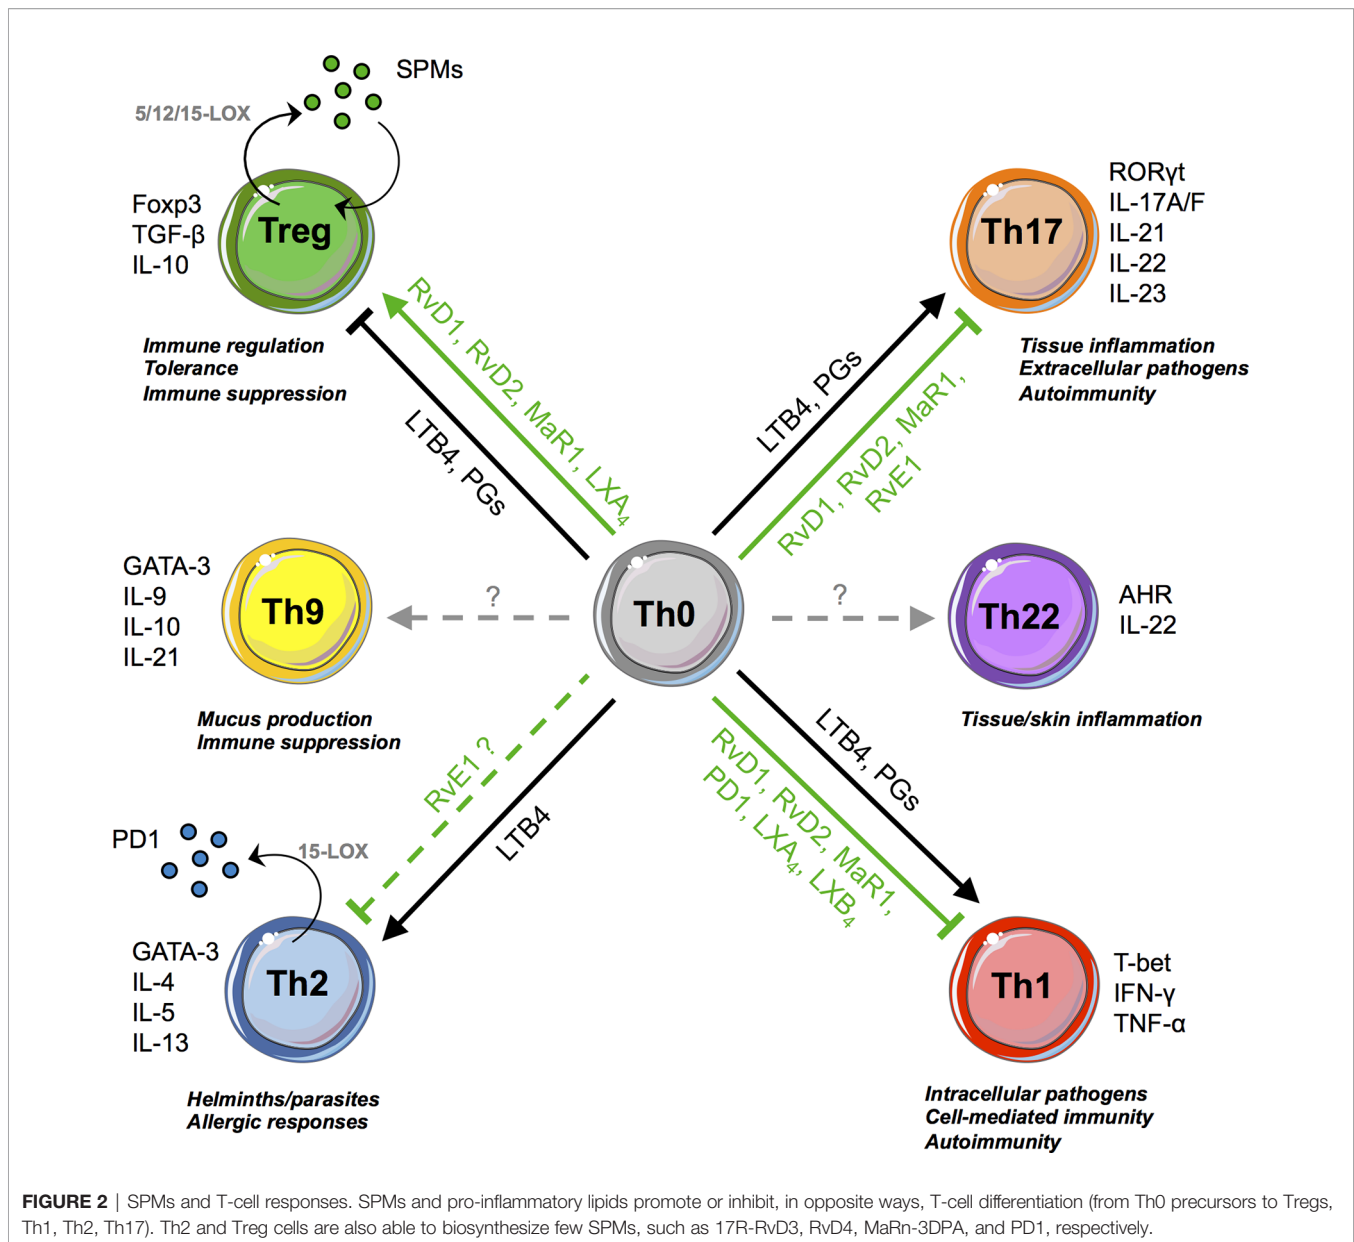 SPMs
5/12/15-LOX
Foxp3
TGF-β
IL-10
Treg
Immune regulation
Tolerance
Immune suppression
Th17
RORγt
IL-17A/F
IL-21
IL-22
IL-23
Tissue inflammation
Extracellular pathogens
Autoimmunity
RvD1, RvD2, MaR1, LXA4
LTB4, PGs
LTB4, PGs
RvD1, RvD2, MaR1,
RvE1
GATA-3
IL-9
IL-10
IL-21
Th9
?
Th0
?
Th22
AHR
IL-22
Mucus production
Immune suppression
Tissue/skin inflammation
RvE1 ?
LTB4
LTB4, PGs
RvD1, RvD2, MaR1,
PD1, LXA4, LXB4
PD1
15-LOX
GATA-3
IL-4
IL-5
IL-13
Th2
Helminths/parasites
Allergic responses
Th1
T-bet
IFN-γ
TNF-α
Intracellular pathogens
Cell-mediated immunity
Autoimmunity
FIGURE 2 | SPMs and T-cell responses. SPMs and pro-inflammatory lipids promote or inhibit, in opposite ways, T-cell differentiation (from Th0 precursors to Tregs,
Th1, Th2, Th17). Th2 and Treg cells are also able to biosynthesize few SPMs, such as 17R-RvD3, RvD4, MaRn-3DPA, and PD1, respectively.